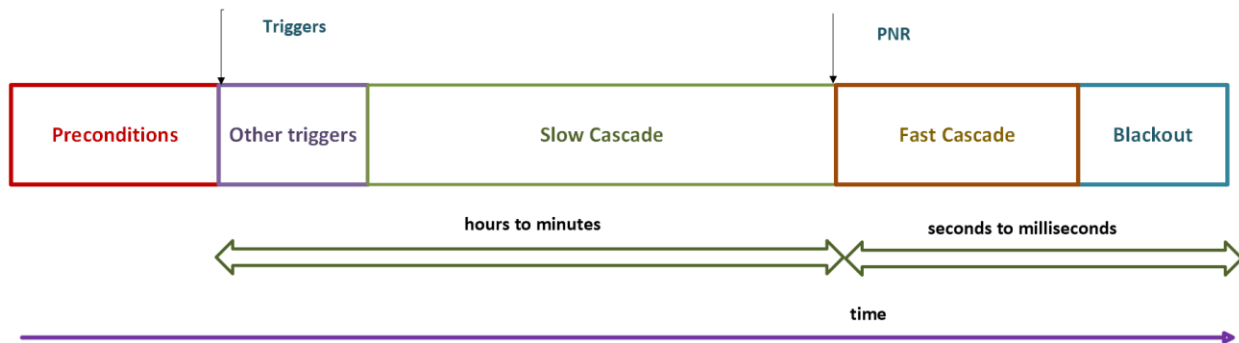 Triggers
PNR
Preconditions
Other triggers
Slow Cascade
Fast Cascade
Blackout
hours to minutes
seconds to milliseconds
time